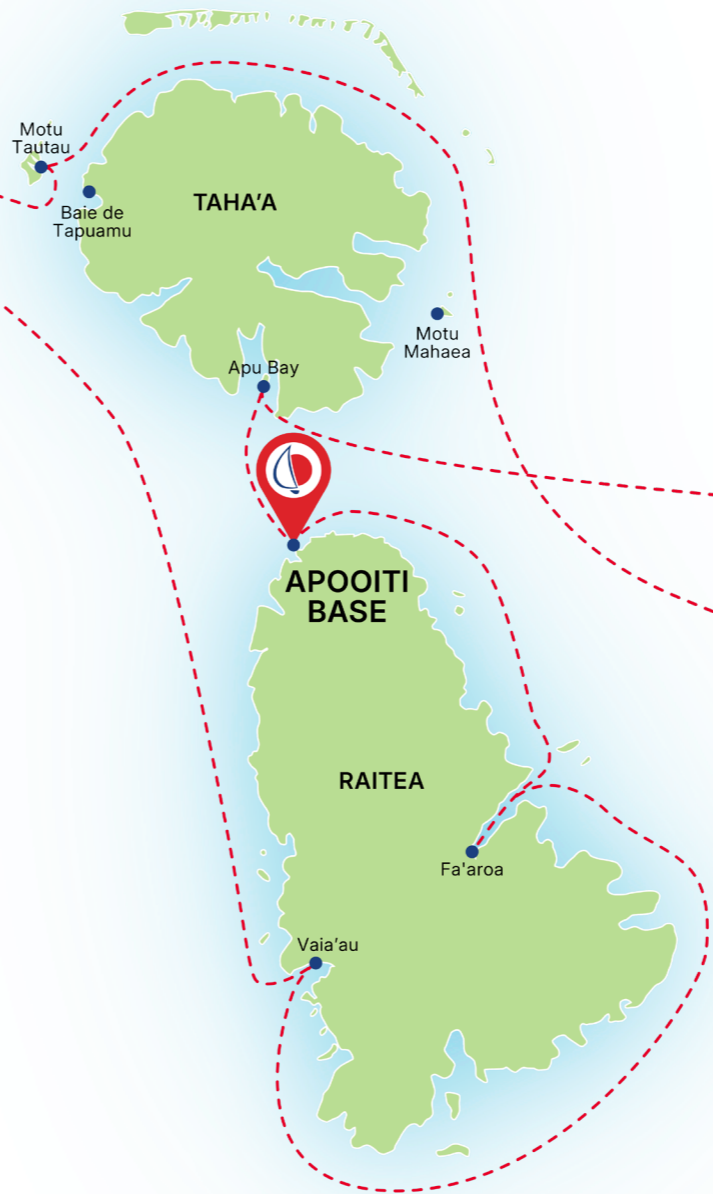 Motu
Tautau
TAHA'A
Baie de
Tapuamu
Motu
Mahaea
Apu Bay
APOOITI
BASE
RAITEA
Fa'aroa
Vaia'au